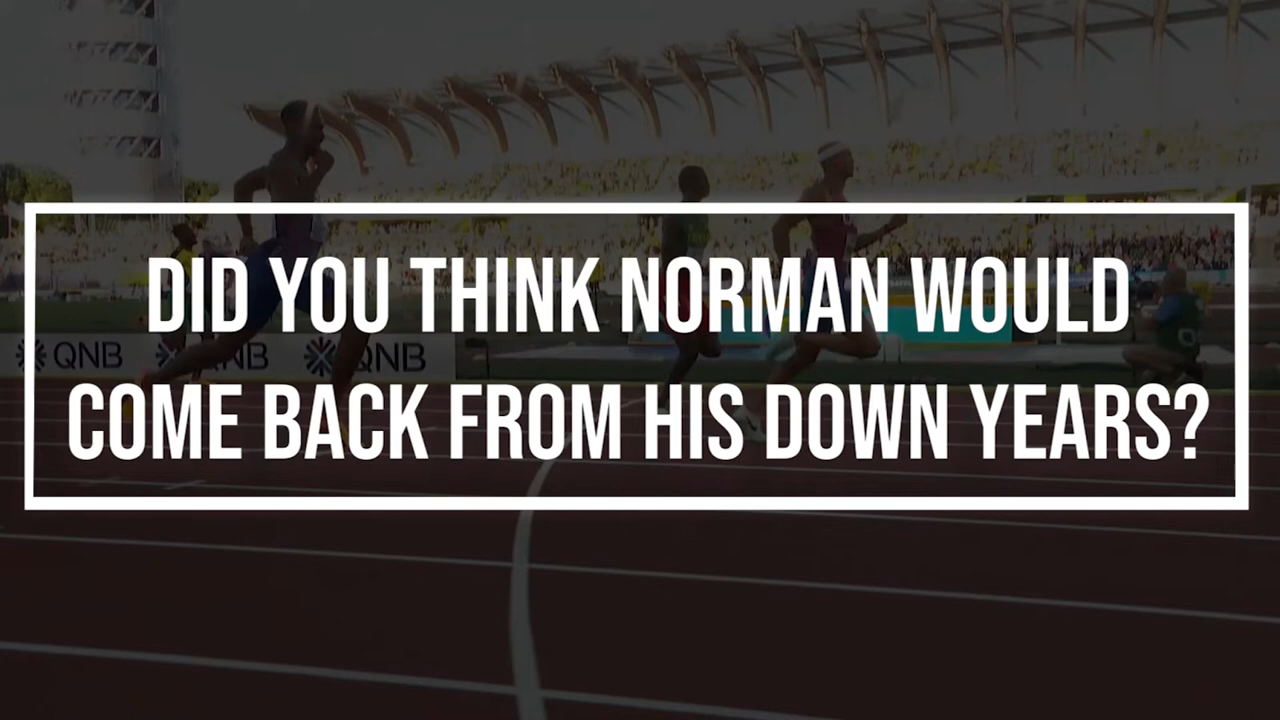 DID YOU THINK NORMAN WOULD
COME BACK FROM HIS DOWN YEARS?
QNB
QNB
QNB